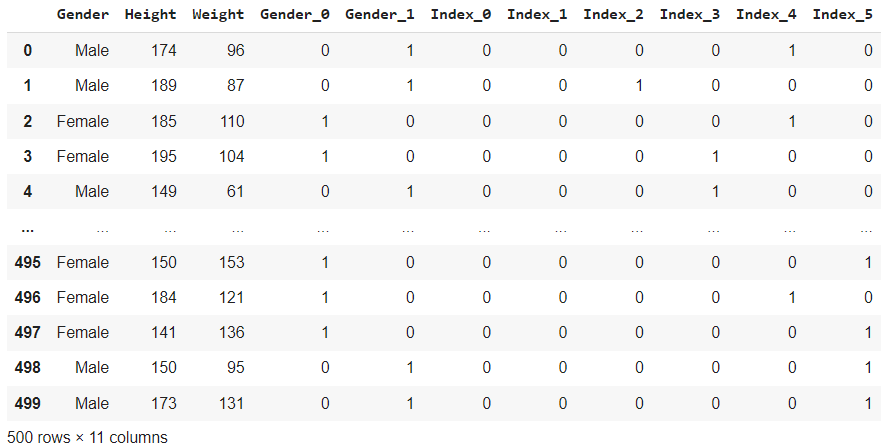 Gender Height Weight Gender_0 Gender_1 Index_0 Index_1 Index_2 Index_3 Index_4 Index_5
0 Male 174 96 0 1 0 0 0 0 1 0
1 Male 189 87 0 1 0 0 1 0 0 0
2 Female 185 110 1 0 0 0 0 0 1 0
3 Female 195 104 1 0 0 0 0 1 0 0
4 Male 149 61 0 1 0 0 0 1 0 0
... ... ... ... ... ... ... ... ... ... ... ...
495 Female 150 153 1 0 0 0 0 0 0 1
496 Female 184 121 1 0 0 0 0 0 1 0
497 Female 141 136 1 0 0 0 0 0 0 1
498 Male 150 95 0 1 0 0 0 0 0 1
499 Male 173 131 0 1 0 0 0 0 0 1
500 rows × 11 columns